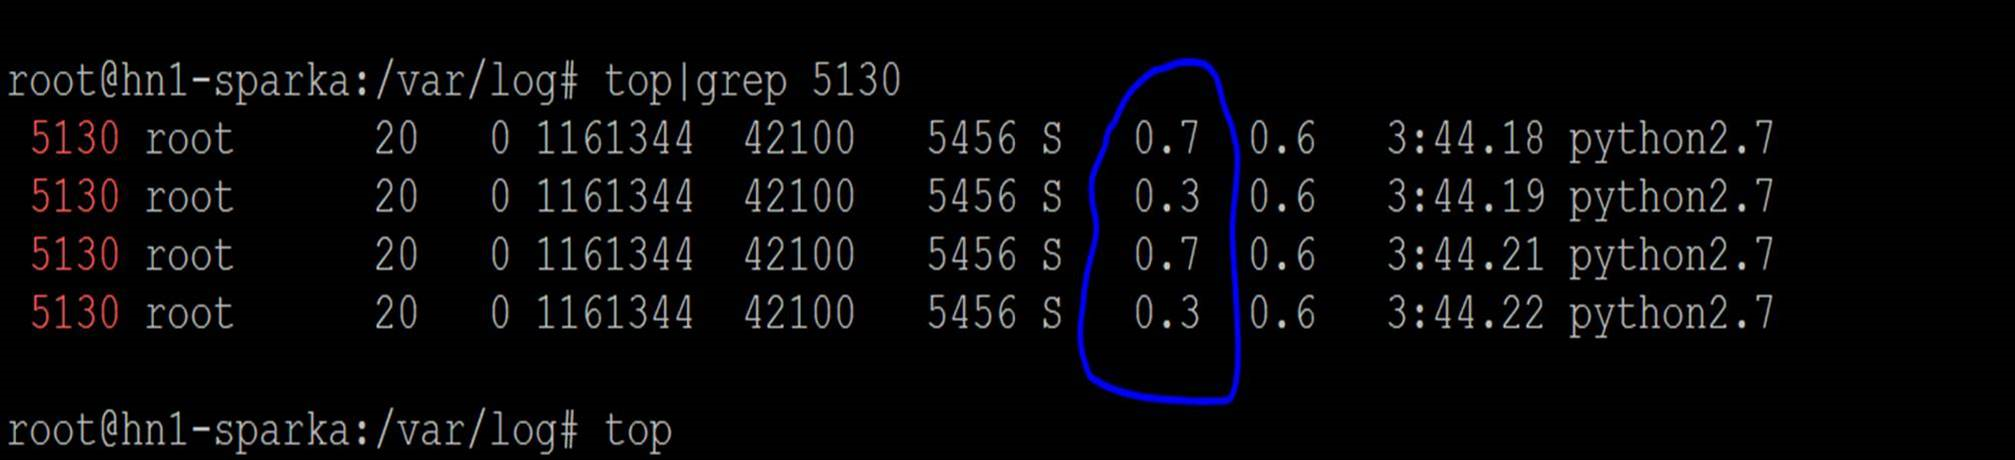 root@hn1-sparka:/var/log# top|grep 5130
5130 root 20 0 1161344 42100 5456 S 0.7 0.6 3:44.18 python2.7
5130 root 20 0 1161344 42100 5456 S 0.3 0.6 3:44.19 python2.7
5130 root 20 0 1161344 42100 5456 S 0.7 0.6 3:44.21 python2.7
5130 root 20 0 1161344 42100 5456 S 0.3 0.6 3:44.22 python2.7
root@hn1-sparka:/var/log# top